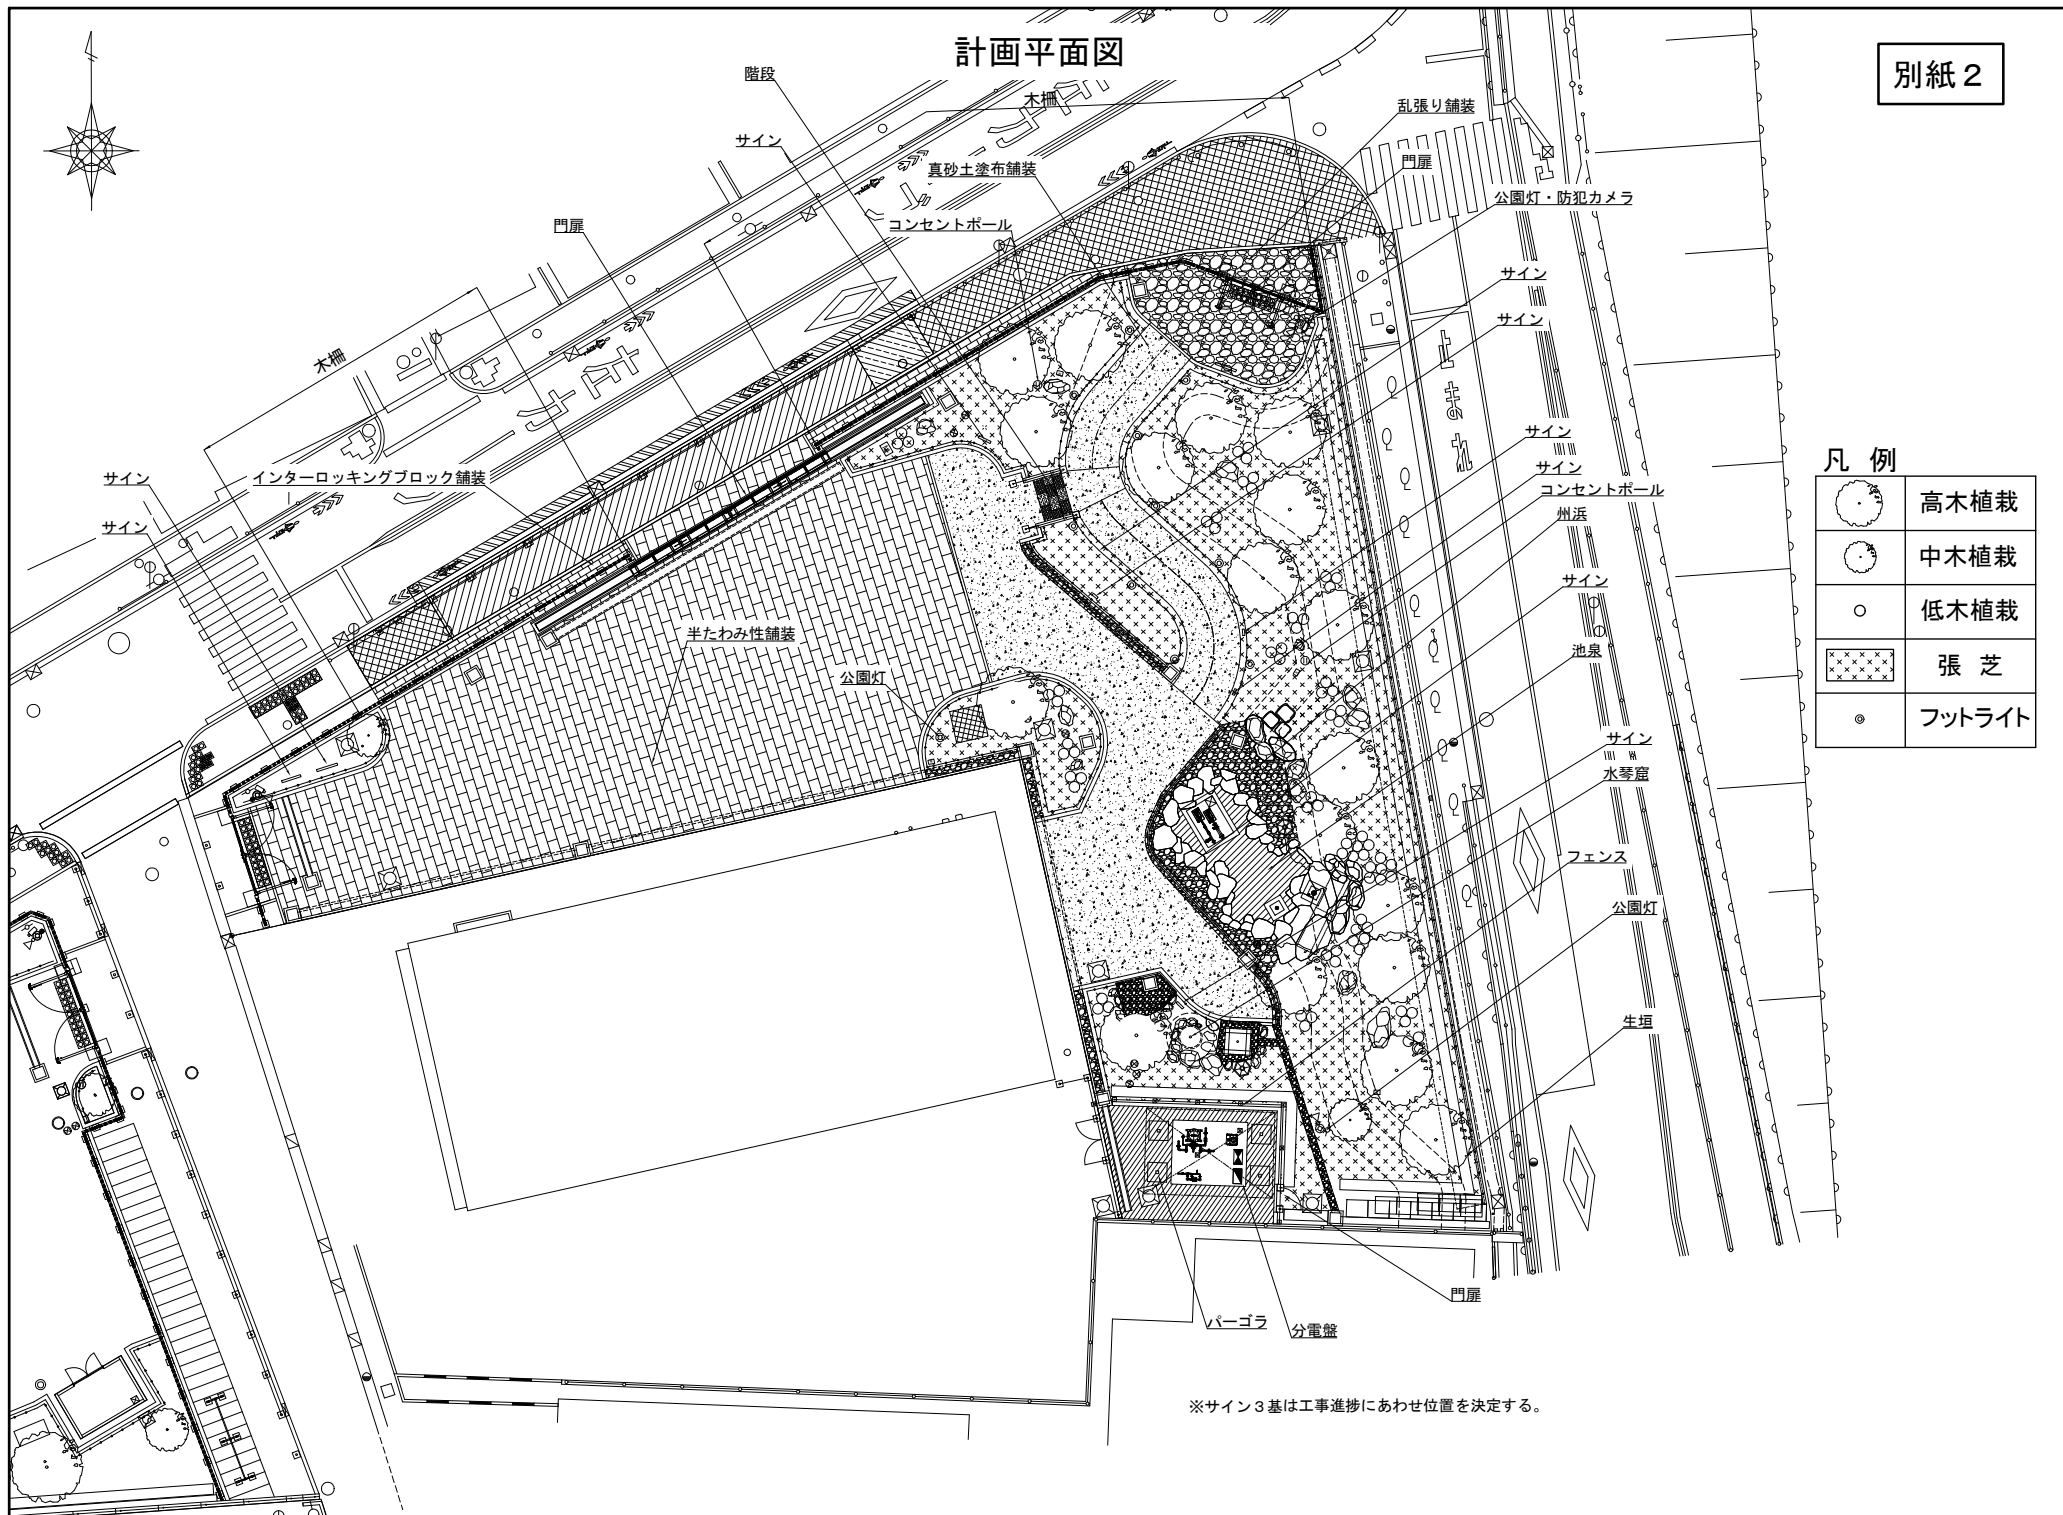 計画平面図
別紙２
階段
木柵
乱張り舗装
サイン
門扉
真砂土塗布舗装
公園灯・防犯カメラ
コンセントポール
門扉
サイン
サイン
木柵
サイン
サイン
インターロッキングブロック舗装
サイン
コンセントポール
サイン
州浜
サイン
半たわみ性舗装
池泉
公園灯
サイン
水琴窟
フェンス
公園灯
生垣
門扉
パーゴラ
分電盤
止まれ
凡 例
高木植栽
中木植栽
低木植栽
張 芝
フットライト
※サイン３基は工事進捗にあわせ位置を決定する。